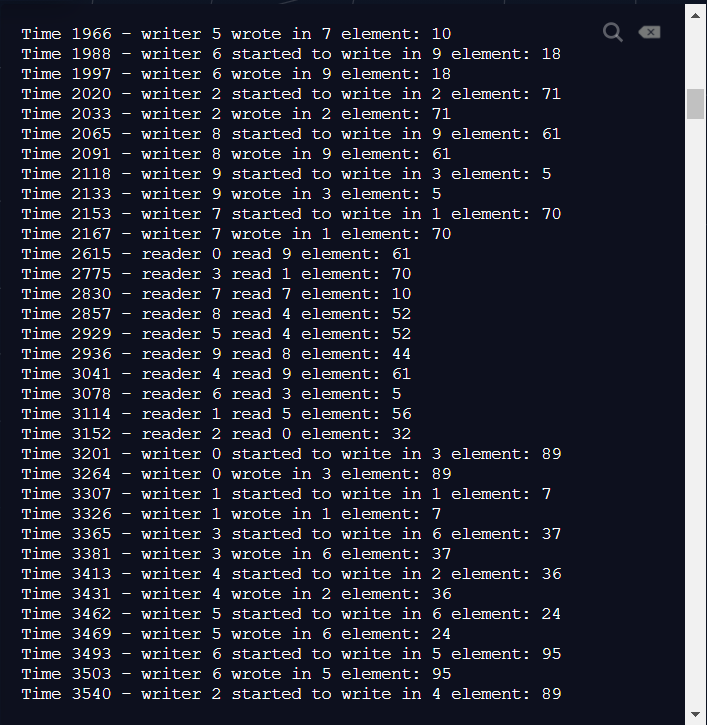 Time 1966 - writer 5 wrote in 7 element: 10
Time 1988 - writer 6 started to write in 9 element: 18
Time 1997 - writer 6 wrote in 9 element: 18
Time 2020 - writer 2 started to write in 2 element: 71
Time 2033 - writer 2 wrote in 2 element: 71
Time 2065 - writer 8 started to write in 9 element: 61
Time 2091 - writer 8 wrote in 9 element: 61
Time 2118 - writer 9 started to write in 3 element: 5
Time 2133 - writer 9 wrote in 3 element: 5
Time 2153 - writer 7 started to write in 1 element: 70
Time 2167 - writer 7 wrote in 1 element: 70
Time 2615 - reader 0 read 9 element: 61
Time 2775 - reader 3 read 1 element: 70
Time 2830 - reader 7 read 7 element: 10
Time 2857 - reader 8 read 4 element: 52
Time 2929 - reader 5 read 4 element: 52
Time 2936 - reader 9 read 8 element: 44
Time 3041 - reader 4 read 9 element: 61
Time 3078 - reader 6 read 3 element: 5
Time 3114 - reader 1 read 5 element: 56
Time 3152 - reader 2 read 0 element: 32
Time 3201 - writer 0 started to write in 3 element: 89
Time 3264 - writer 0 wrote in 3 element: 89
Time 3307 - writer 1 started to write in 1 element: 7
Time 3326 - writer 1 wrote in 1 element: 7
Time 3365 - writer 3 started to write in 6 element: 37
Time 3381 - writer 3 wrote in 6 element: 37
Time 3413 - writer 4 started to write in 2 element: 36
Time 3431 - writer 4 wrote in 2 element: 36
Time 3462 - writer 5 started to write in 6 element: 24
Time 3469 - writer 5 wrote in 6 element: 24
Time 3493 - writer 6 started to write in 5 element: 95
Time 3503 - writer 6 wrote in 5 element: 95
Time 3540 - writer 2 started to write in 4 element: 89